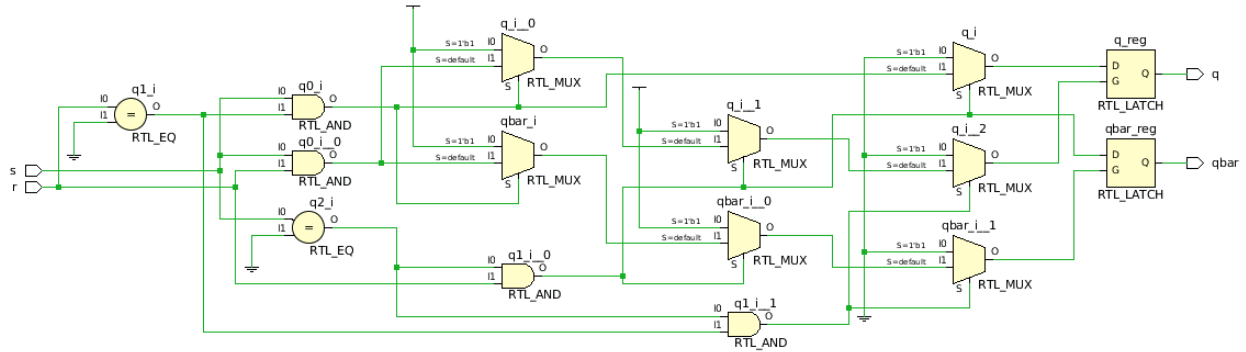 q_i__0
S=1'b1 I0
S=default I1
O
S
RTL_MUX
q_i
S=1'b1 I0
S=default I1
O
S
RTL_MUX
q_reg
D
G
Q
RTL_LATCH
q
q1_i
I0
I1
=
O
RTL_EQ
q0_i
I0
I1
O
RTL_AND
qbar_i
S=1'b1 I0
S=default I1
O
S
RTL_MUX
q_i__1
S=1'b1 I0
S=default I1
O
S
RTL_MUX
q_i__2
S=1'b1 I0
S=default I1
O
S
RTL_MUX
qbar_reg
D
G
Q
RTL_LATCH
qbar
q0_i__0
I0
I1
O
RTL_AND
s
r
q2_i
I0
I1
=
O
RTL_EQ
qbar_i__0
S=1'b1 I0
S=default I1
O
S
RTL_MUX
qbar_i__1
S=1'b1 I0
S=default I1
O
S
RTL_MUX
q1_i__0
I0
I1
O
RTL_AND
q1_i__1
I0
I1
O
RTL_AND